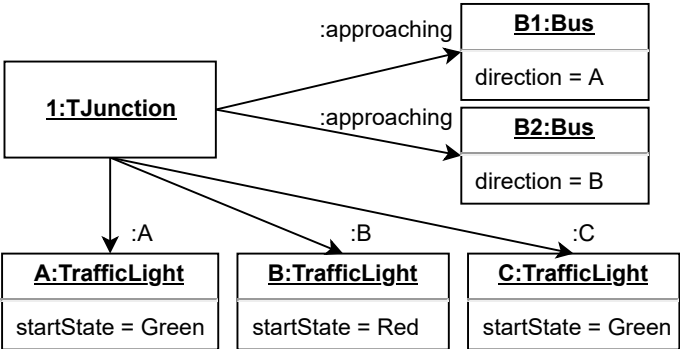 :approaching
B1:Bus
direction = A
1:TJunction
:approaching
B2:Bus
direction = B
:A
:B
:C
A:TrafficLight
startState = Green
B:TrafficLight
startState = Red
C:TrafficLight
startState = Green